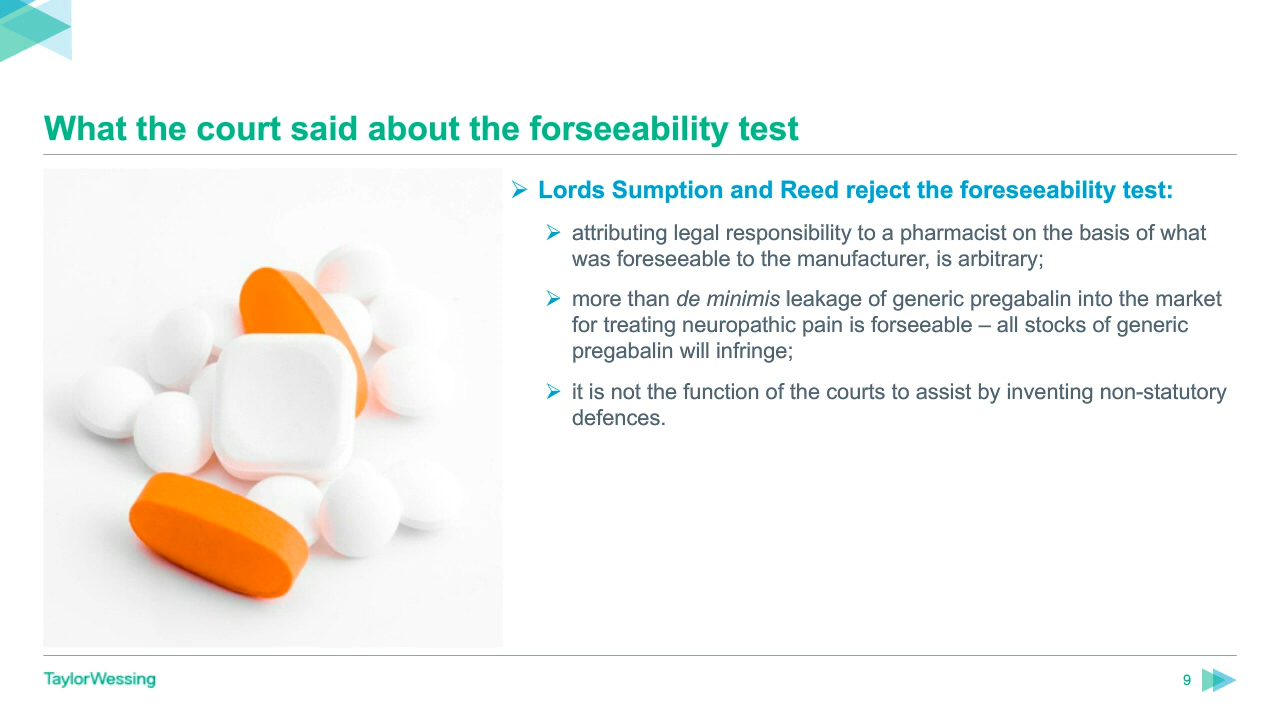 What the court said about the forseeability test
➢ Lords Sumption and Reed reject the foreseeability test:
➢ attributing legal responsibility to a pharmacist on the basis of what
was foreseeable to the manufacturer, is arbitrary;
➢ more than de minimis leakage of generic pregabalin into the market
for treating neuropathic pain is forseeable – all stocks of generic
pregabalin will infringe;
➢ it is not the function of the courts to assist by inventing non-statutory
defences.
TaylorWessing
9